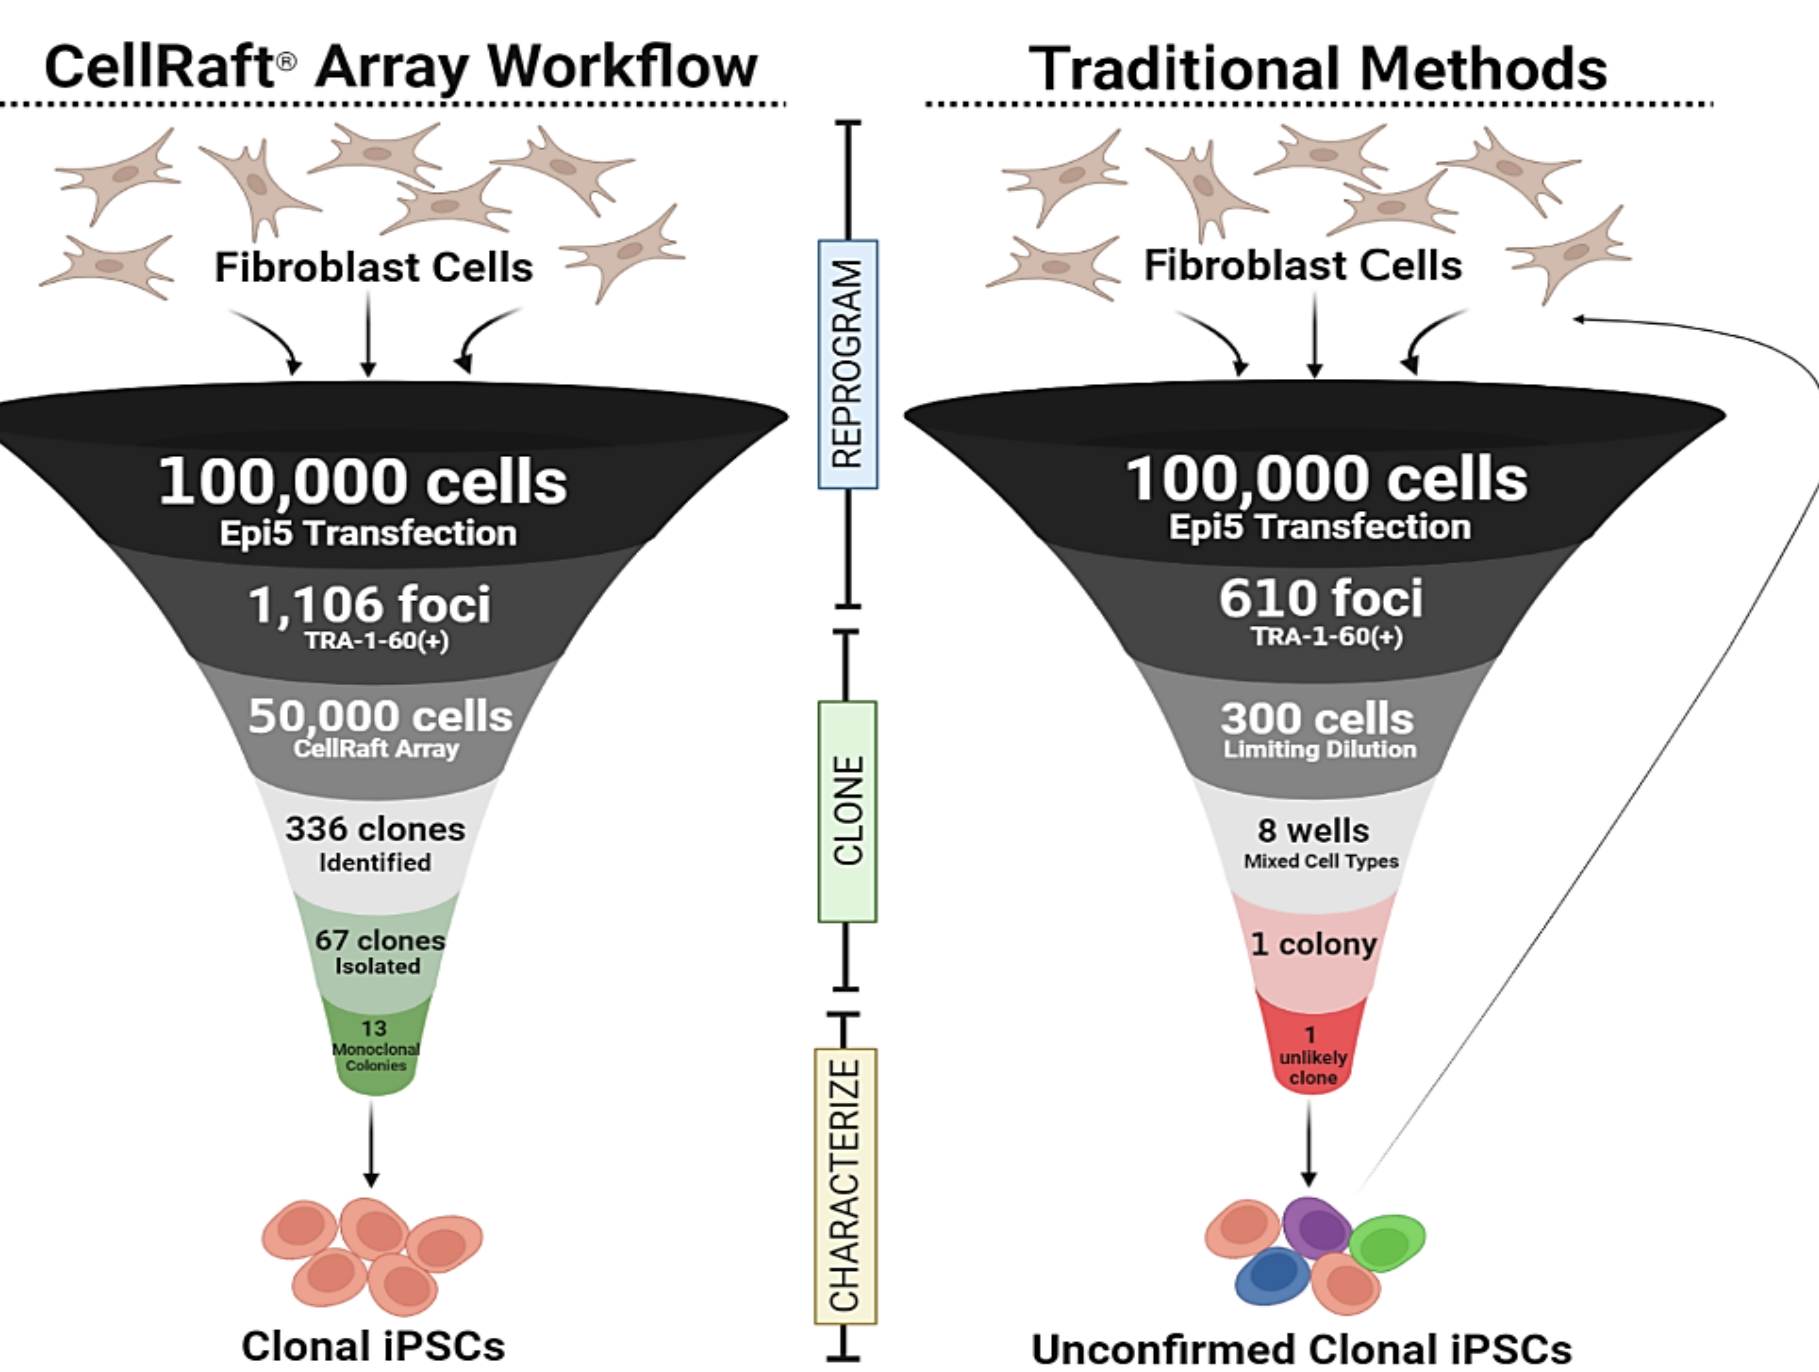 CellRaft® Array Workflow
Fibroblast Cells
100,000 cells
Epi5 Transfection
1,106 foci
TRA-1-60(+)
50,000 cells
CellRaft Array
336 clones
Identified
67 clones
Isolated
13
Monoclonal
Colonies
Clonal iPSCs
REPROGRAM
CLONE
CHARACTERIZE
Traditional Methods
Fibroblast Cells
100,000 cells
Epi5 Transfection
610 foci
TRA-1-60(+)
300 cells
Limiting Dilution
8 wells
Mixed Cell Types
1 colony
1
unlikely
clone
Unconfirmed Clonal iPSCs